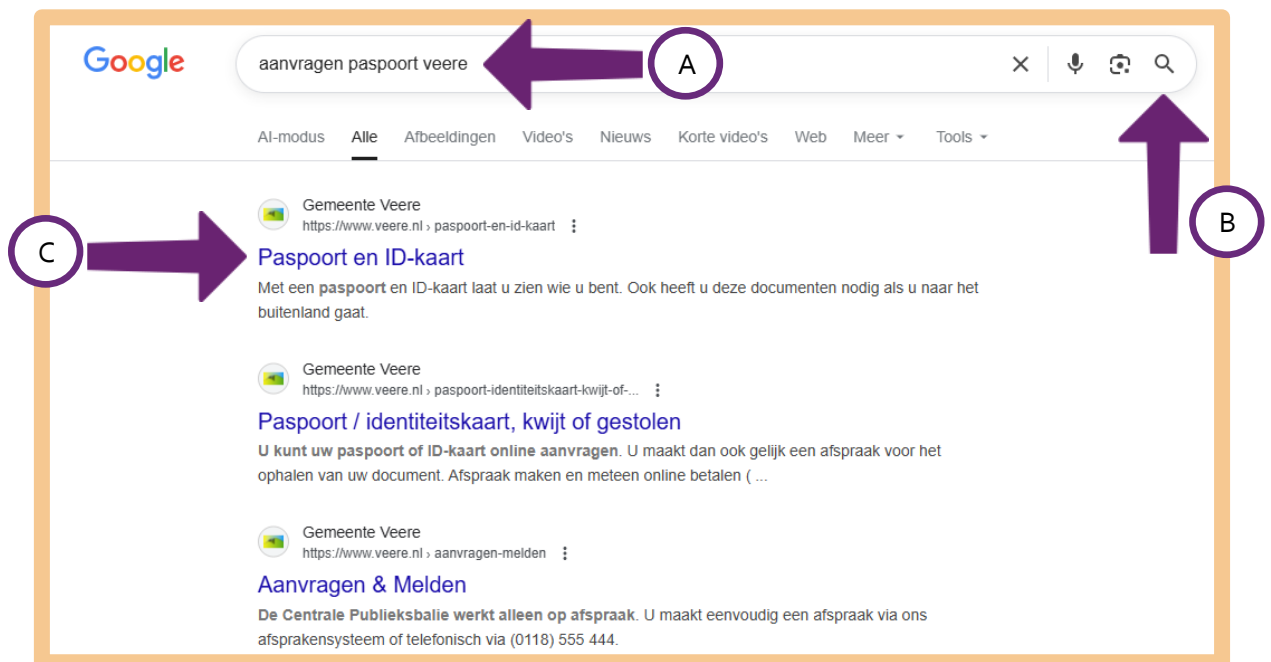 Google
aanvragen paspoort veere
A
AI-modus Alle Afbeeldingen Video's Nieuws Korte video's Web Meer Tools
B
Gemeente Veere
https://www.veere.nl › paspoort-en-id-kaart
C
Paspoort en ID-kaart
Met een paspoort en ID-kaart laat u zien wie u bent. Ook heeft u deze documenten nodig als u naar het
buitenland gaat.
Gemeente Veere
https://www.veere.nl › paspoort-identiteitskaart-kwijt-of-...
Paspoort / identiteitskaart, kwijt of gestolen
U kunt uw paspoort of ID-kaart online aanvragen. U maakt dan ook gelijk een afspraak voor het
ophalen van uw document. Afspraak maken en meteen online betalen ( ...
Gemeente Veere
https://www.veere.nl › aanvragen-melden
Aanvragen & Melden
De Centrale Publieksbalie werkt alleen op afspraak. U maakt eenvoudig een afspraak via ons
afsprakensysteem of telefonisch via (0118) 555 444.